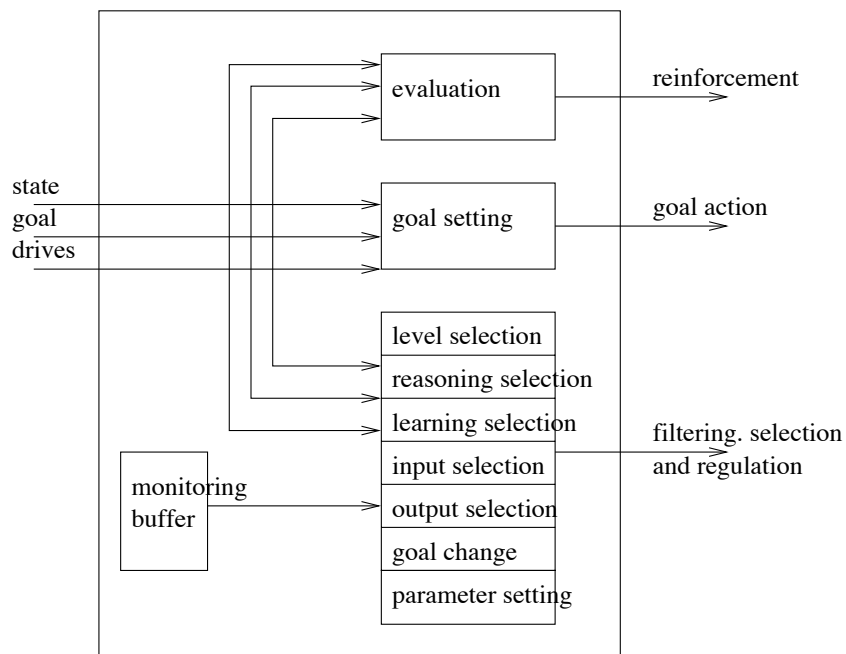 evaluation
reinforcement
state
goal
drives
goal setting
goal action
level selection
reasoning selection
learning selection
input selection
output selection
goal change
parameter setting
monitoring
buffer
filtering. selection
and regulation